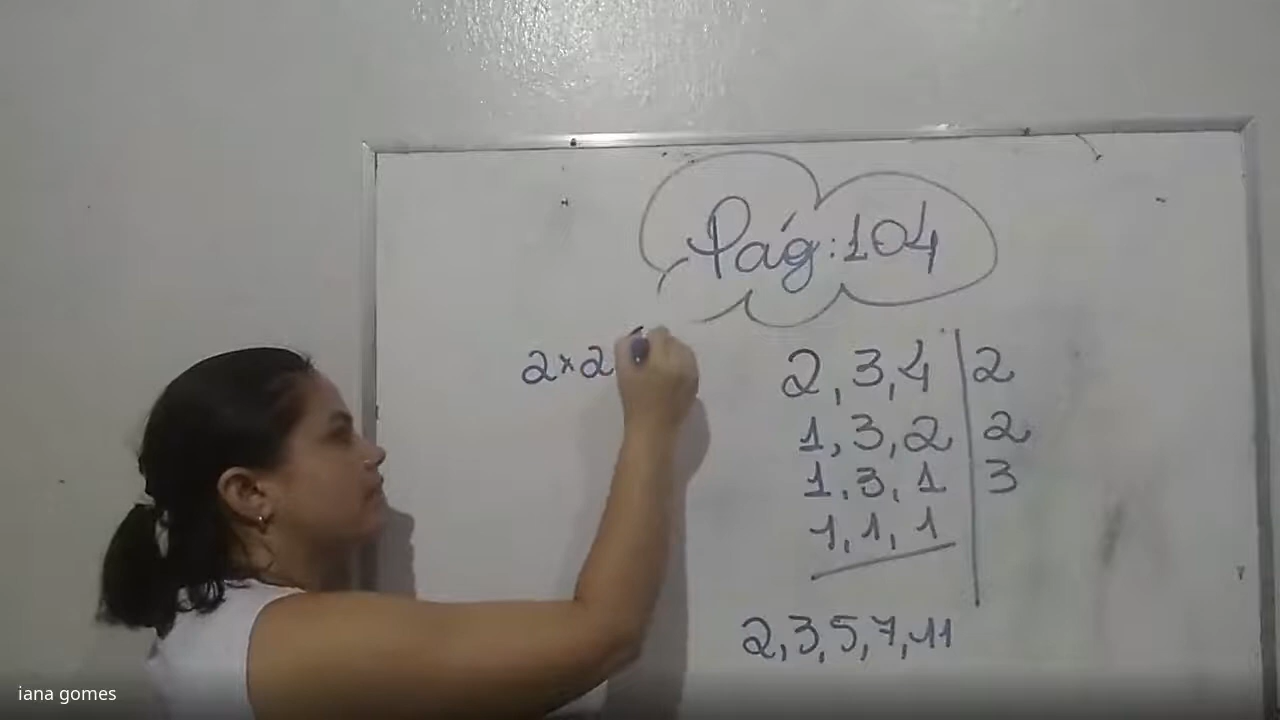 Pág:104
2×2
2,3,4 | 2
1,3,2 | 2
1,3,1 | 3
1,1,1
2,3,5,7,11
iana gomes